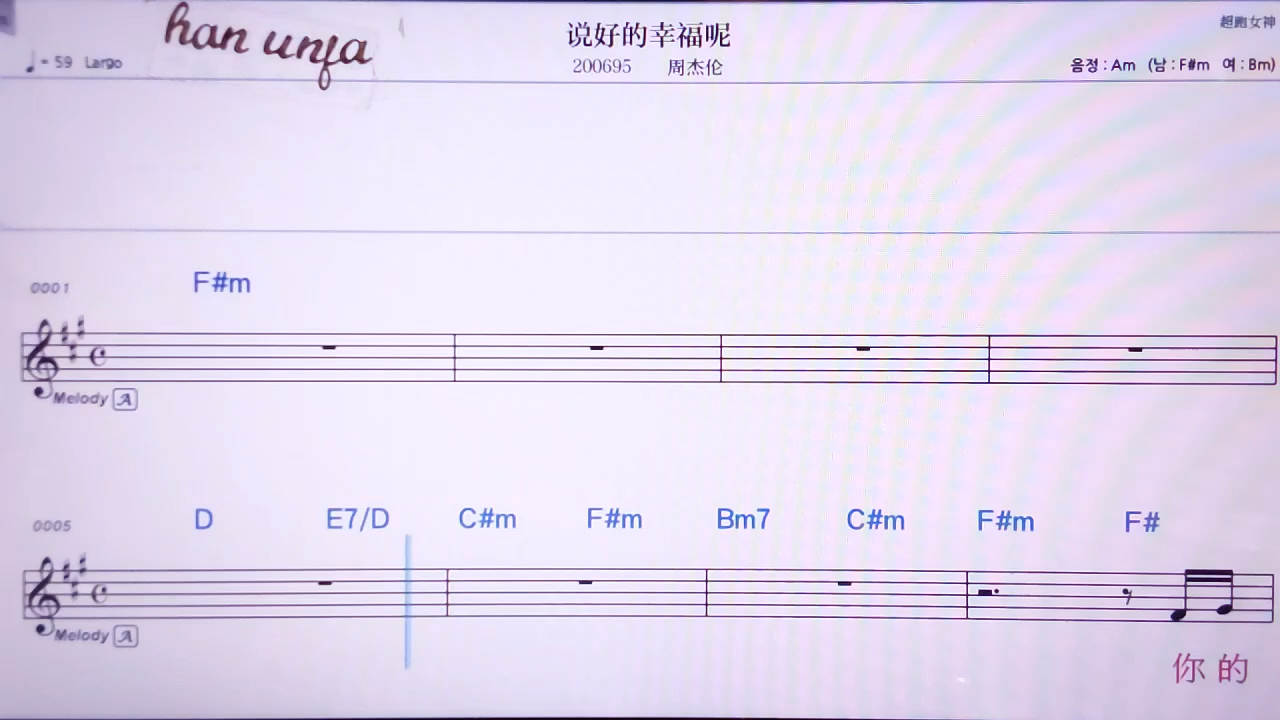 han unfa
说好的幸福呢
超跑女神
♩= 59 Largo
200695 周杰伦
음정 : Am (남 : F#m 여 : Bm)
0001 F#m
Melody A
0005 D E7/D C#m F#m Bm7 C#m F#m F#
Melody A
你 的